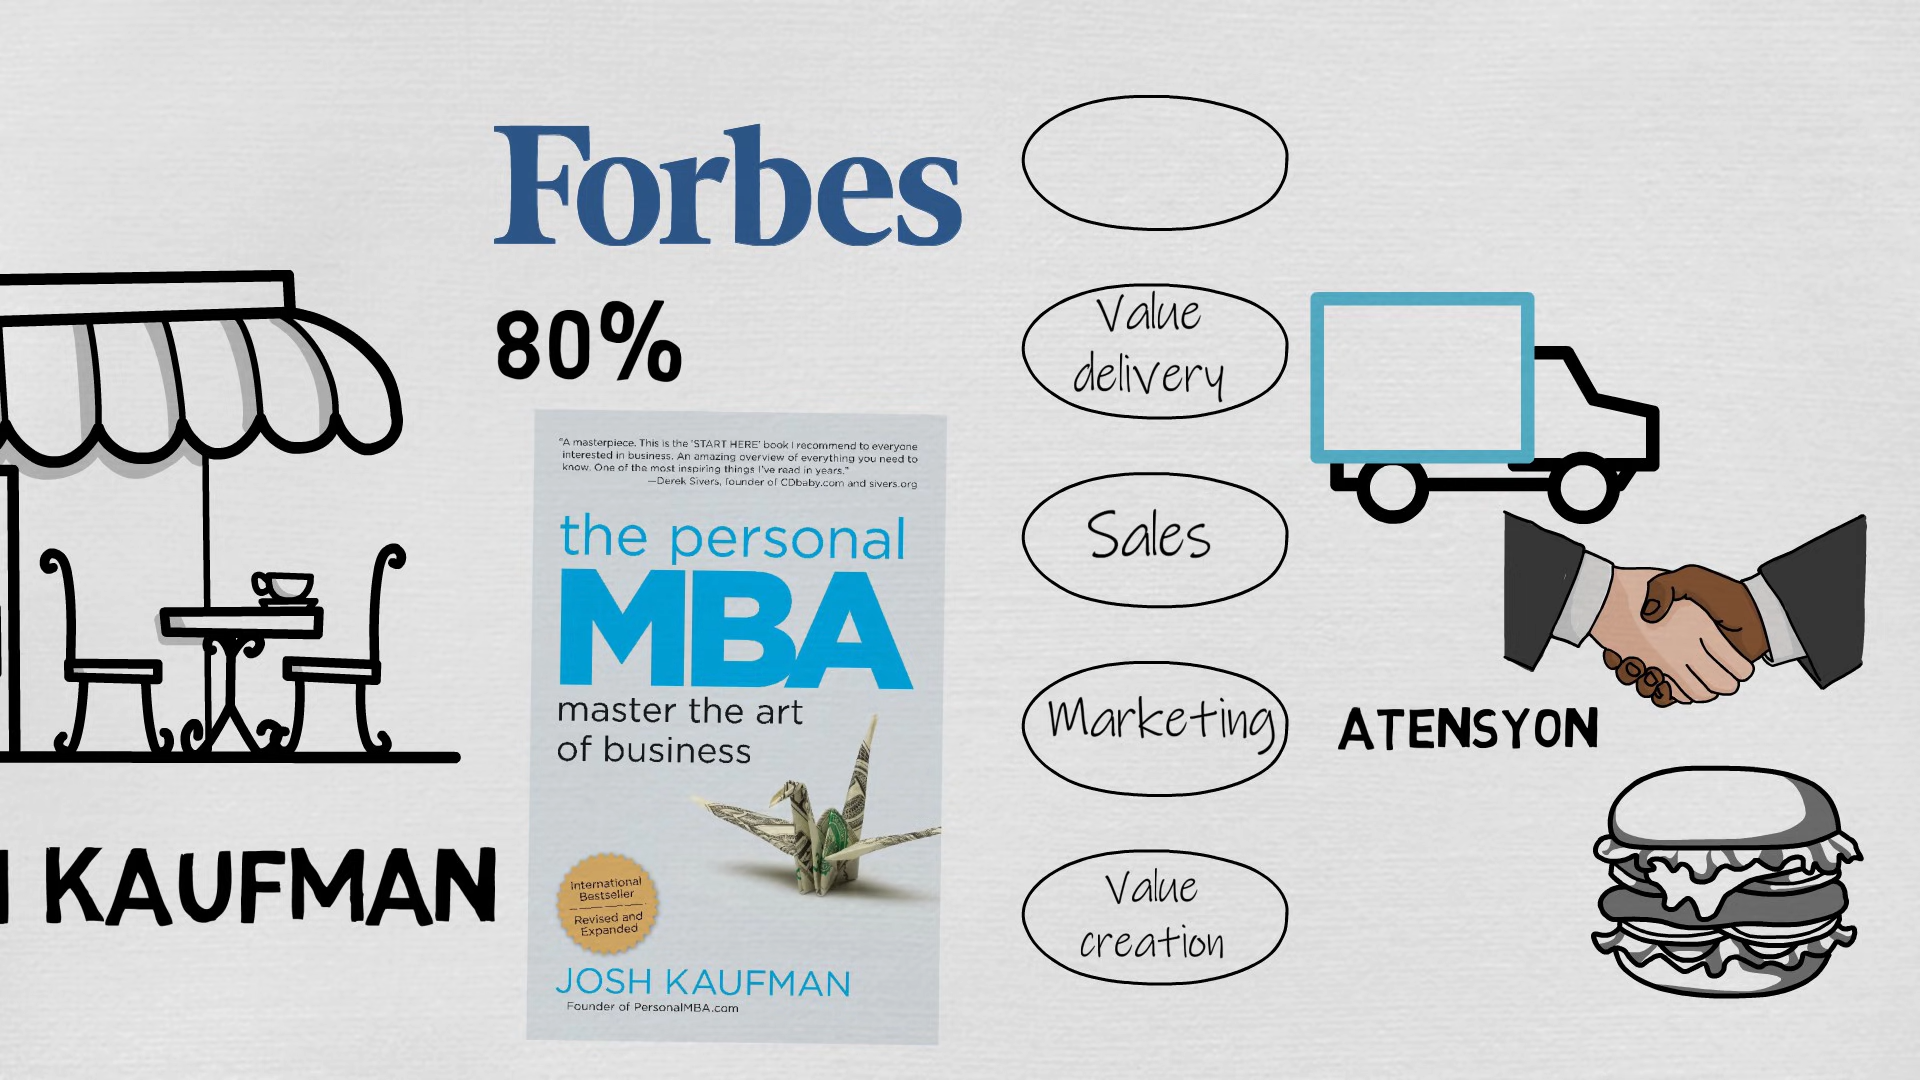 Forbes
80%
"A masterpiece. This is the 'START HERE' book I recommend to everyone
interested in business. An amazing overview of everything you need to
know. One of the most inspiring things I've read in years."
—Derek Sivers, founder of CDbaby.com and sivers.org
the personal
MBA
master the art
of business
International
Bestseller
Revised and
Expanded
JOSH KAUFMAN
Founder of PersonalMBA.com
KAUFMAN
Value
delivery
Sales
Marketing
ATENSYON
Value
creation